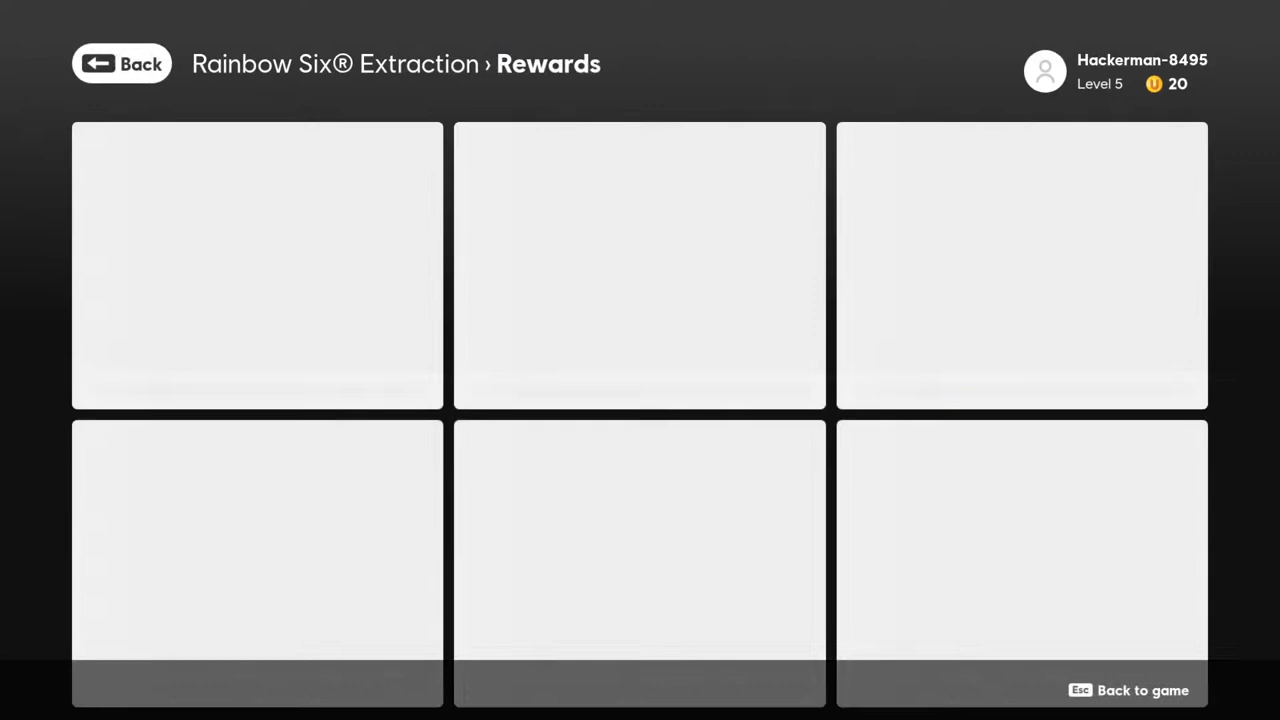 Back
Rainbow Six® Extraction › Rewards
Hackerman-8495
Level 5
20
Esc Back to game